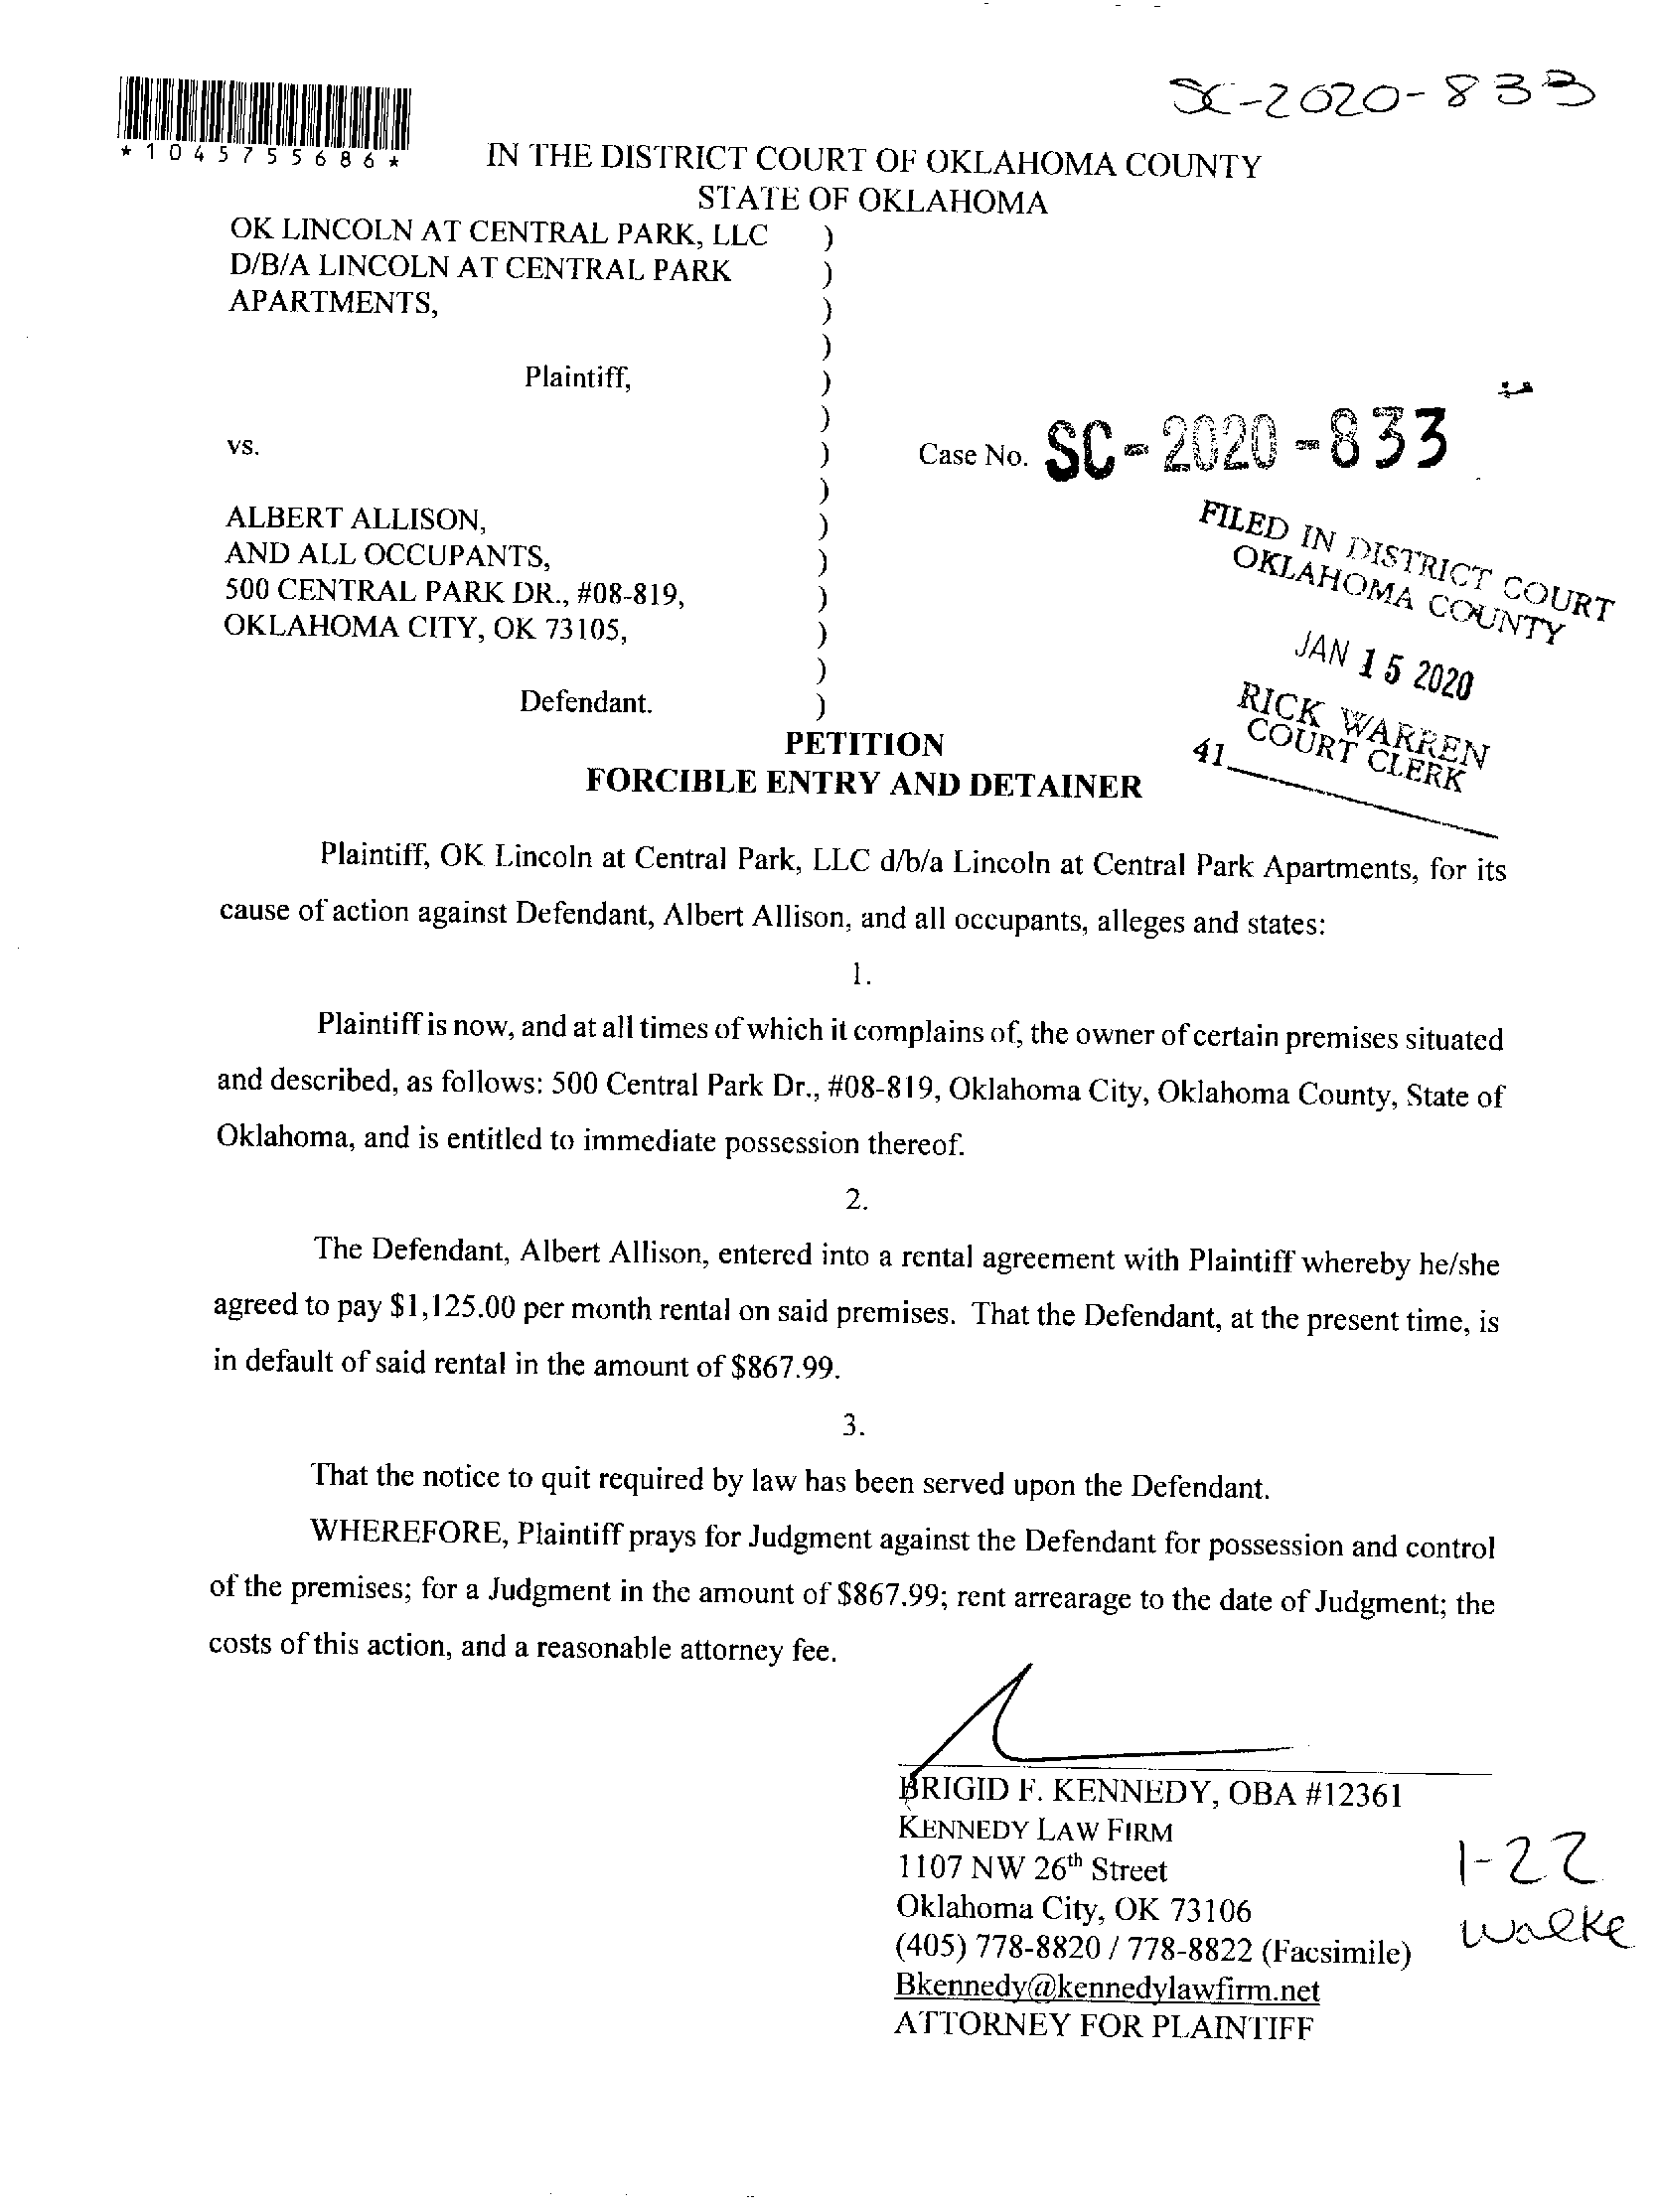 SC-2020-833
*1045755686*
IN THE DISTRICT COURT OF OKLAHOMA COUNTY
STATE OF OKLAHOMA
OK LINCOLN AT CENTRAL PARK, LLC )
D/B/A LINCOLN AT CENTRAL PARK )
APARTMENTS, )
)
Plaintiff, )
)
vs. ) Case No. SC-2020-833
)
ALBERT ALLISON, )
AND ALL OCCUPANTS, )
500 CENTRAL PARK DR., #08-819, )
OKLAHOMA CITY, OK 73105, )
)
Defendant. )
FILED IN DISTRICT COURT
OKLAHOMA COUNTY
JAN 15 2020
RICK WARREN
COURT CLERK
41
PETITION
FORCIBLE ENTRY AND DETAINER
Plaintiff, OK Lincoln at Central Park, LLC d/b/a Lincoln at Central Park Apartments, for its
cause of action against Defendant, Albert Allison, and all occupants, alleges and states:
1.
Plaintiff is now, and at all times of which it complains of, the owner of certain premises situated
and described, as follows: 500 Central Park Dr., #08-819, Oklahoma City, Oklahoma County, State of
Oklahoma, and is entitled to immediate possession thereof.
2.
The Defendant, Albert Allison, entered into a rental agreement with Plaintiff whereby he/she
agreed to pay $1,125.00 per month rental on said premises. That the Defendant, at the present time, is
in default of said rental in the amount of $867.99.
3.
That the notice to quit required by law has been served upon the Defendant.
WHEREFORE, Plaintiff prays for Judgment against the Defendant for possession and control
of the premises; for a Judgment in the amount of $867.99; rent arrearage to the date of Judgment; the
costs of this action, and a reasonable attorney fee.
BRIGID F. KENNEDY, OBA #12361
KENNEDY LAW FIRM
1107 NW 26th Street
Oklahoma City, OK 73106
(405) 778-8820 / 778-8822 (Facsimile)
Bkennedy@kennedylawfirm.net
ATTORNEY FOR PLAINTIFF
1-22
Walke